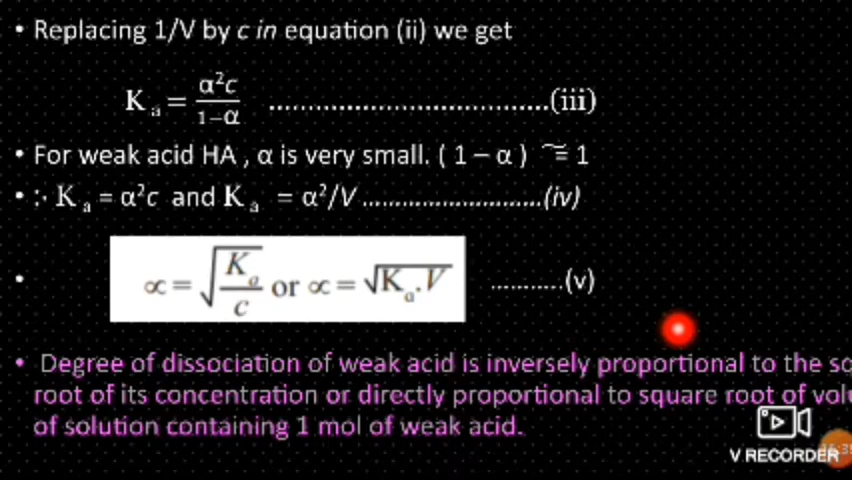 • Replacing 1/V by c in equation (ii) we get
Kₐ = α²c / 1−α ...................................(iii)
• For weak acid HA , α is very small. ( 1 – α ) ≅ 1
• ∴ Kₐ = α²c and Kₐ = α²/V ...........................(iv)
• ∝ = √(Kₐ/c) or ∝ = √Kₐ.V ...........(v)
• Degree of dissociation of weak acid is inversely proportional to the
root of its concentration or directly proportional to square root of
of solution containing 1 mol of weak acid.
V RECORDER